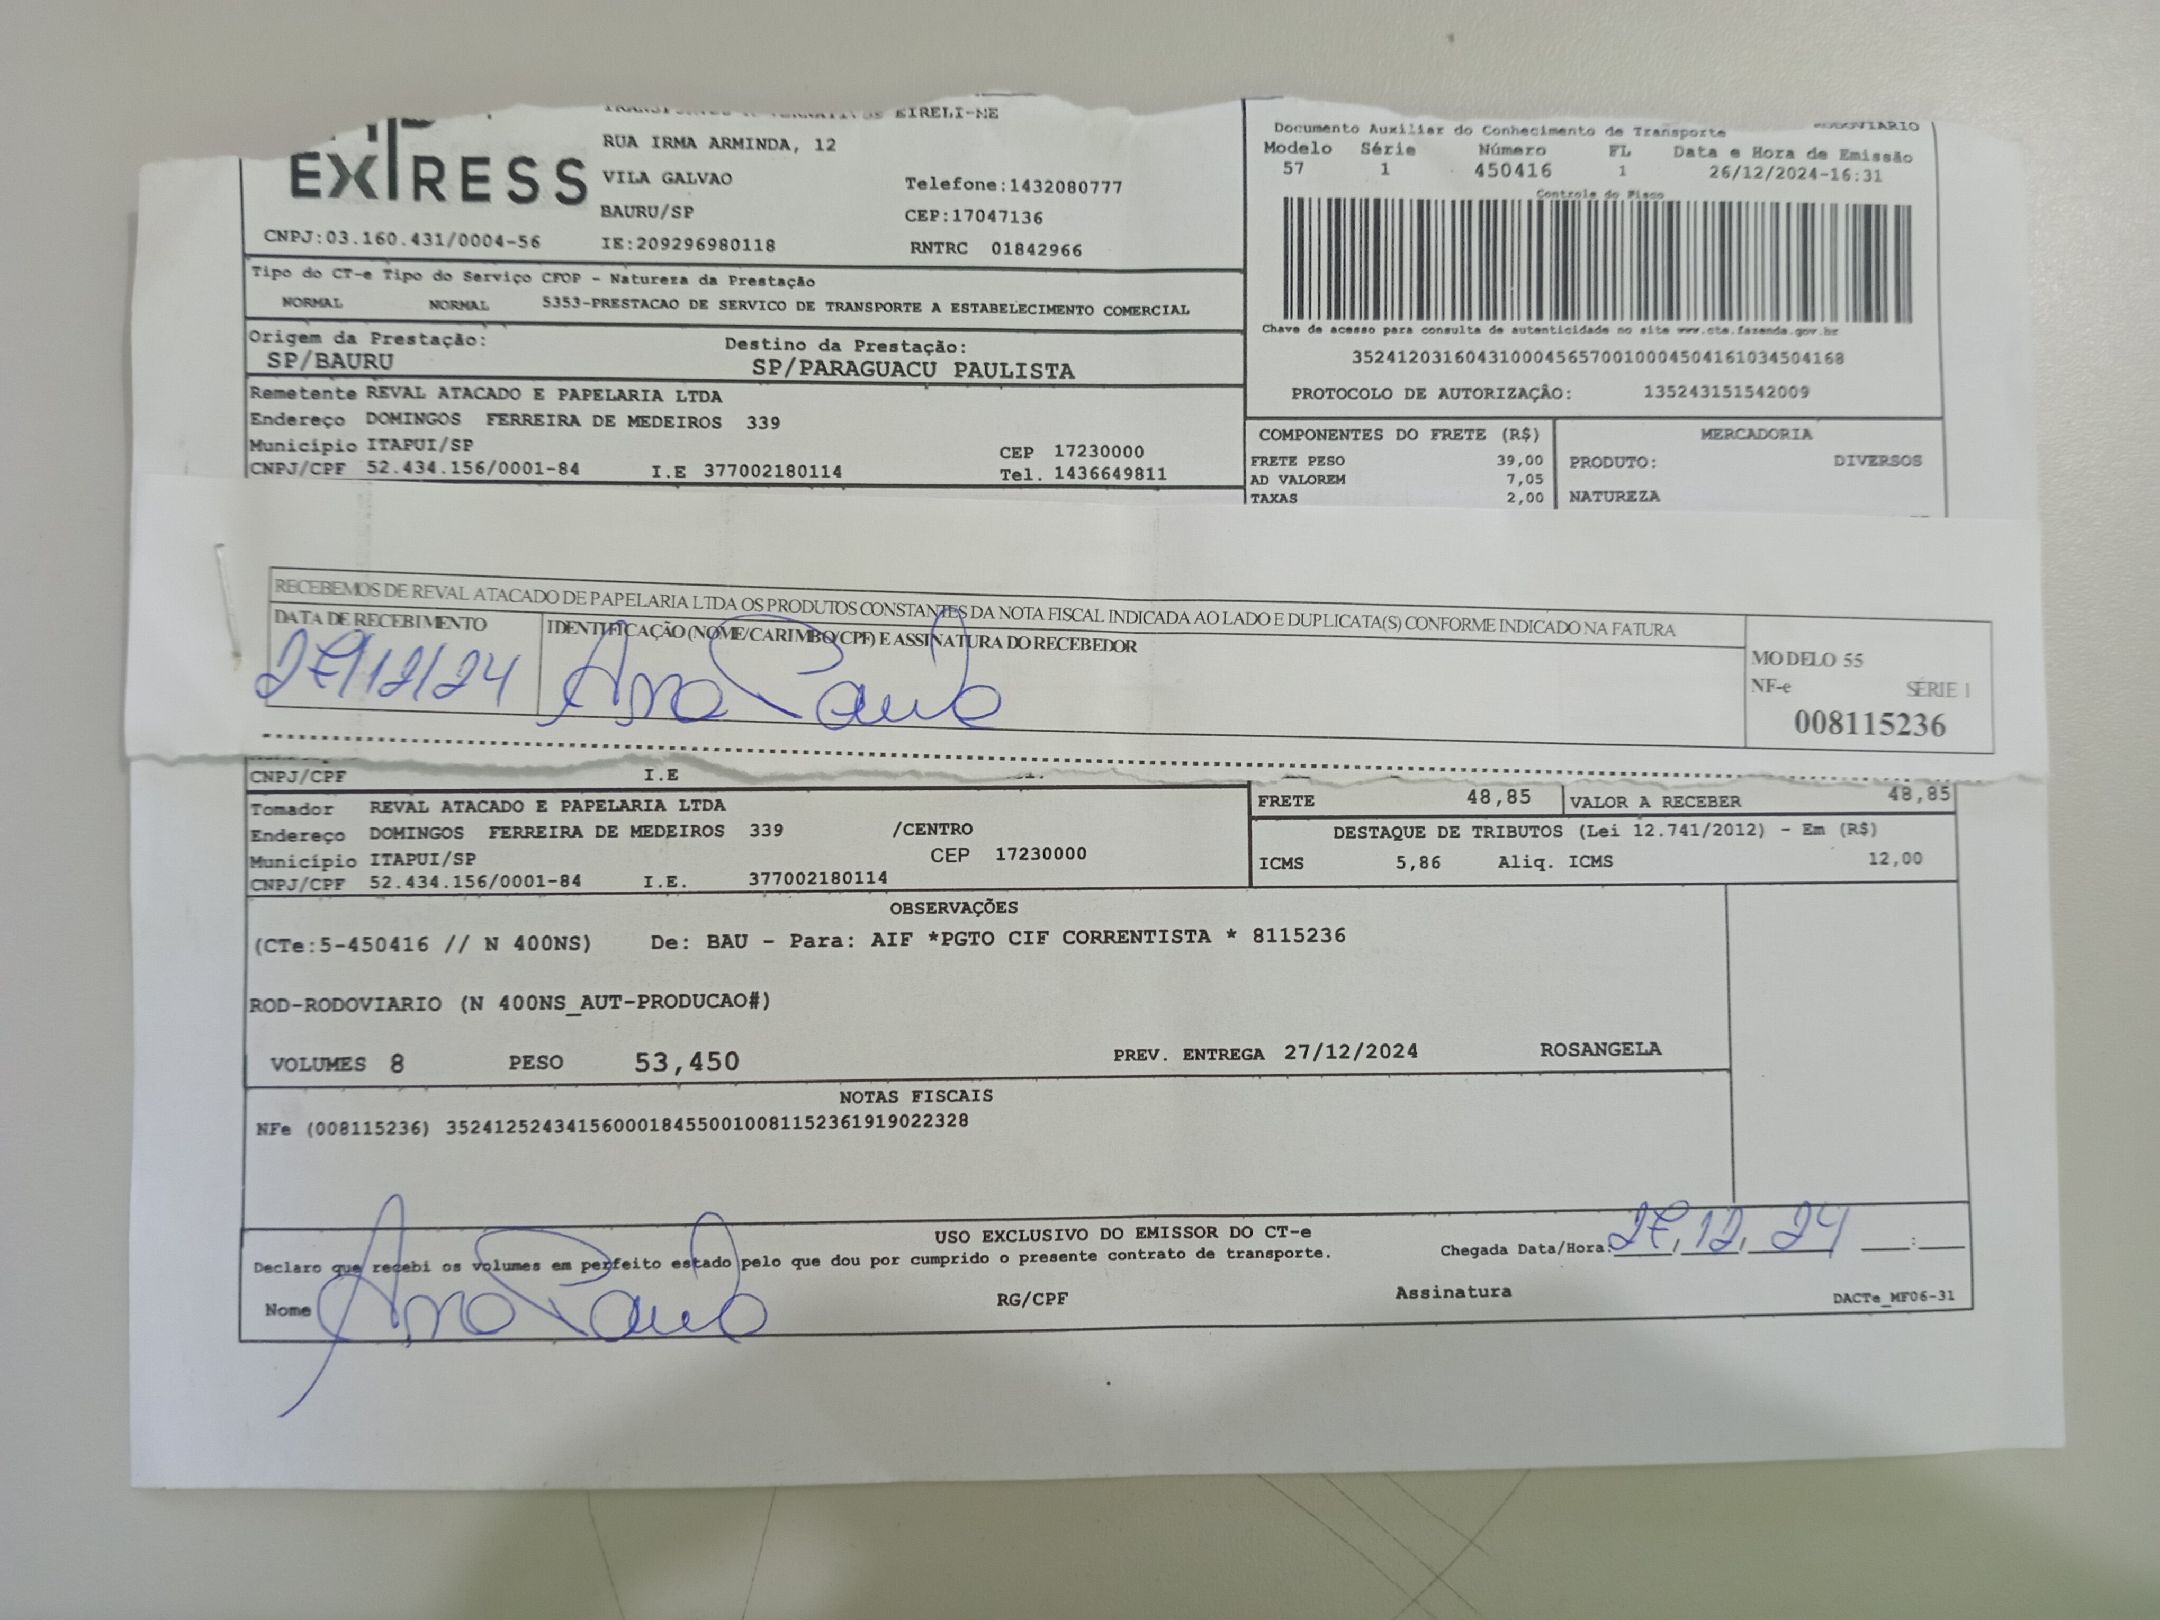 EIRELI-ME
EXPRESS
RUA IRMA ARMINDA, 12
VILA GALVAO
Telefone:1432080777
BAURU/SP
CEP:17047136
CNPJ:03.160.431/0004-56
IE:209296980118
RNTRC 01842966
RODOVIARIO
Documento Auxiliar do Conhecimento de Transporte
Modelo Série Número FL Data e Hora de Emissão
57 1 450416 1 26/12/2024-16:31
Controle do Fisco
Chave de acesso para consulta de autenticidade no site www.cte.fazenda.gov.br
35241203160431000456570010004504161034504168
PROTOCOLO DE AUTORIZAÇÃO: 135243151542009
Tipo do CT-e Tipo do Serviço CFOP - Natureza da Prestação
NORMAL NORMAL 5353-PRESTACAO DE SERVICO DE TRANSPORTE A ESTABELECIMENTO COMERCIAL
Origem da Prestação: Destino da Prestação:
SP/BAURU SP/PARAGUACU PAULISTA
Remetente REVAL ATACADO E PAPELARIA LTDA
Endereço DOMINGOS FERREIRA DE MEDEIROS 339
Município ITAPUI/SP CEP 17230000
CNPJ/CPF 52.434.156/0001-84 I.E 377002180114 Tel. 1436649811
COMPONENTES DO FRETE (R$) MERCADORIA
FRETE PESO 39,00 PRODUTO: DIVERSOS
AD VALOREM 7,05
TAXAS 2,00 NATUREZA
RECEBEMOS DE REVAL ATACADO DE PAPELARIA LTDA OS PRODUTOS CONSTANTES DA NOTA FISCAL INDICADA AO LADO E DUPLICATA(S) CONFORME INDICADO NA FATURA
DATA DE RECEBIMENTO IDENTIFICAÇÃO (NOME/CARIMBO/CPF) E ASSINATURA DO RECEBEDOR
27/12/24 Ana Paula
MODELO 55
NF-e SÉRIE 1
008115236
CNPJ/CPF I.E
Tomador REVAL ATACADO E PAPELARIA LTDA
Endereço DOMINGOS FERREIRA DE MEDEIROS 339 /CENTRO
Município ITAPUI/SP CEP 17230000
CNPJ/CPF 52.434.156/0001-84 I.E. 377002180114
FRETE 48,85 VALOR A RECEBER 48,85
DESTAQUE DE TRIBUTOS (Lei 12.741/2012) - Em (R$)
ICMS 5,86 Aliq. ICMS 12,00
OBSERVAÇÕES
(CTe:5-450416 // N 400NS) De: BAU - Para: AIF *PGTO CIF CORRENTISTA * 8115236
ROD-RODOVIARIO (N 400NS_AUT-PRODUCAO#)
VOLUMES 8 PESO 53,450 PREV. ENTREGA 27/12/2024 ROSANGELA
NOTAS FISCAIS
NFe (008115236) 35241252434156000184550010081152361919022328
USO EXCLUSIVO DO EMISSOR DO CT-e
Declaro que recebi os volumes em perfeito estado pelo que dou por cumprido o presente contrato de transporte. Chegada Data/Hora: 27, 12, 24 :
Nome Ana Paula RG/CPF Assinatura DACTe_MF06-31